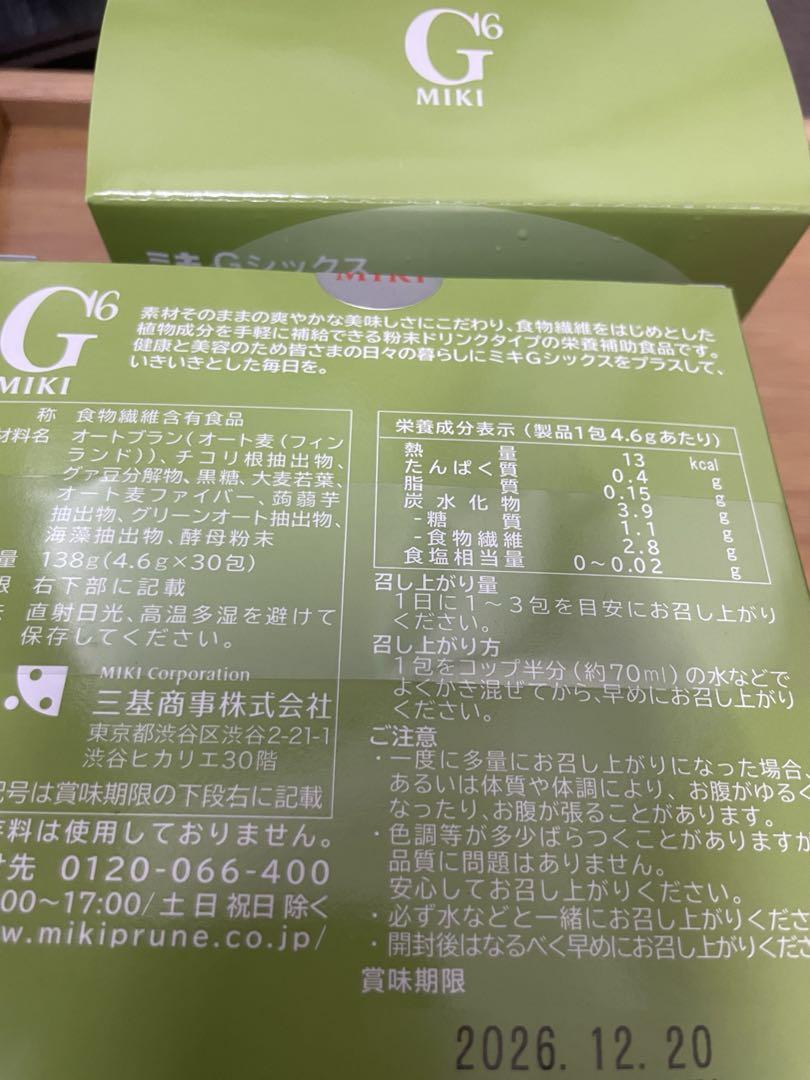 G6
MIKI
ミキ Gシックス
MIKI
G6
MIKI
素材そのままの爽やかな美味しさにこだわり、食物繊維をはじめとした
植物成分を手軽に補給できる粉末ドリンクタイプの栄養補助食品です。
健康と美容のため皆さまの日々の暮らしにミキGシックスをプラスして、
いきいきとした毎日を。
称 食物繊維含有食品
材料名 オートブラン(オート麦(フィン
ランド))、チコリ根抽出物、
グァ豆分解物、黒糖、大麦若葉、
オート麦ファイバー、蒟蒻芋
抽出物、グリーンオート抽出物、
海藻抽出物、酵母粉末
量 138g(4.6g×30包)
限 右下部に記載
直射日光、高温多湿を避けて
保存してください。
MIKI Corporation
三基商事株式会社
東京都渋谷区渋谷2-21-1
渋谷ヒカリエ30階
記号は賞味期限の下段右に記載
存料は使用しておりません。
先 0120-066-400
00〜17:00/土日祝日除く
w.mikiprune.co.jp/
栄養成分表示(製品1包4.6gあたり)
熱量 13 kcal
たんぱく質 0.4 g
脂質 0.15 g
炭水化物 3.9 g
-糖質 1.1 g
-食物繊維 2.8 g
食塩相当量 0〜0.02 g
召し上がり量
1日に1〜3包を目安にお召し上がり
ください。
召し上がり方
1包をコップ半分(約70ml)の水などで
よくかき混ぜてから、早めにお召し上がり
ください。
ご注意
・一度に多量にお召し上がりになった場合、
あるいは体質や体調により、お腹がゆるく
なったり、お腹が張ることがあります。
・色調等が多少ばらつくことがありますが
品質に問題はありません。
安心してお召し上がりください。
・必ず水などと一緒にお召し上がりくださ
・開封後はなるべく早めにお召し上がりくださ
賞味期限
2026.12.20